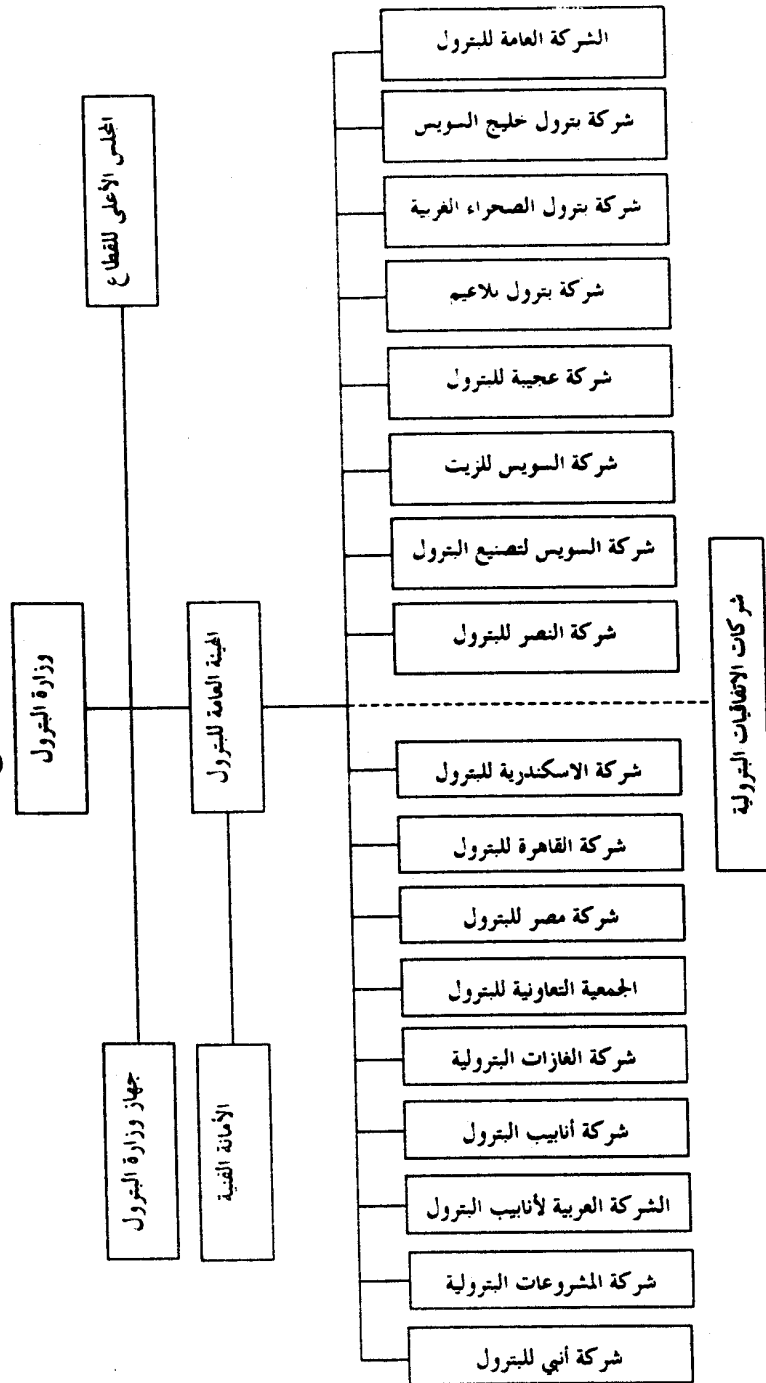 وزارة البترول
المجلس الأعلى للقطاع
جهاز وزارة البترول
الهيئة العامة للبترول
الأمانة الفنية
الشركة العامة للبترول
شركة بترول خليج السويس
شركة بترول الصحراء الغربية
شركة بترول بلاعيم
شركة عجيبة للبترول
شركة السويس للزيت
شركة السويس لتصنيع البترول
شركة النصر للبترول
شركة الاسكندرية للبترول
شركة القاهرة للبترول
شركة مصر للبترول
الجمعية التعاونية للبترول
شركة الغازات البترولية
شركة أنابيب البترول
الشركة العربية لأنابيب البترول
شركة المشروعات البترولية
شركة أنبي للبترول
شركات الاتفاقيات البترولية